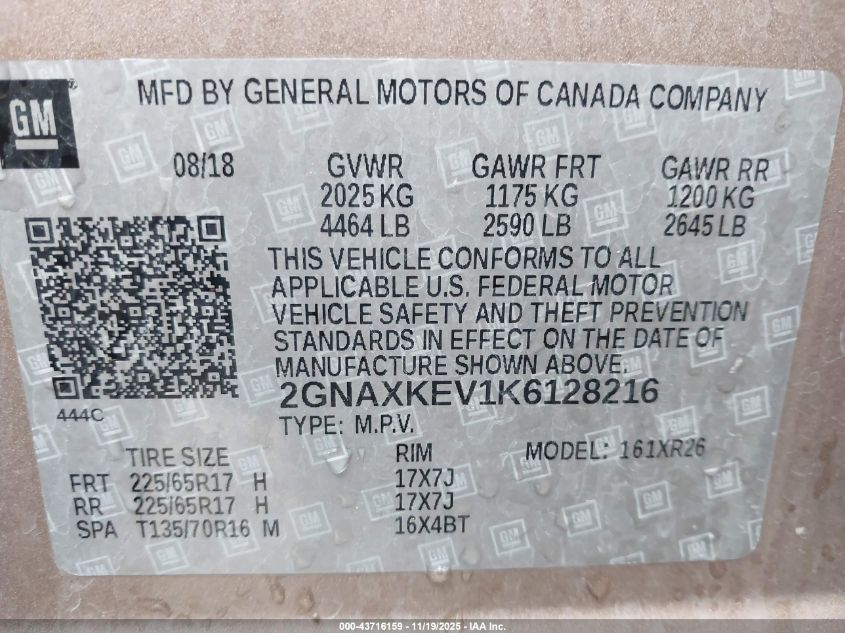 GM
MFD BY GENERAL MOTORS OF CANADA COMPANY
08/18 GVWR GAWR FRT GAWR RR
2025 KG 1175 KG 1200 KG
4464 LB 2590 LB 2645 LB
THIS VEHICLE CONFORMS TO ALL
APPLICABLE U.S. FEDERAL MOTOR
VEHICLE SAFETY AND THEFT PREVENTION
STANDARDS IN EFFECT ON THE DATE OF
MANUFACTURE SHOWN ABOVE.
2GNAXKEV1K6128216
444C
TYPE: M.P.V.
TIRE SIZE RIM MODEL: 161XR26
FRT 225/65R17 H 17X7J
RR 225/65R17 H 17X7J
SPA T135/70R16 M 16X4BT
000-43716159 - 11/19/2025 - IAA Inc.